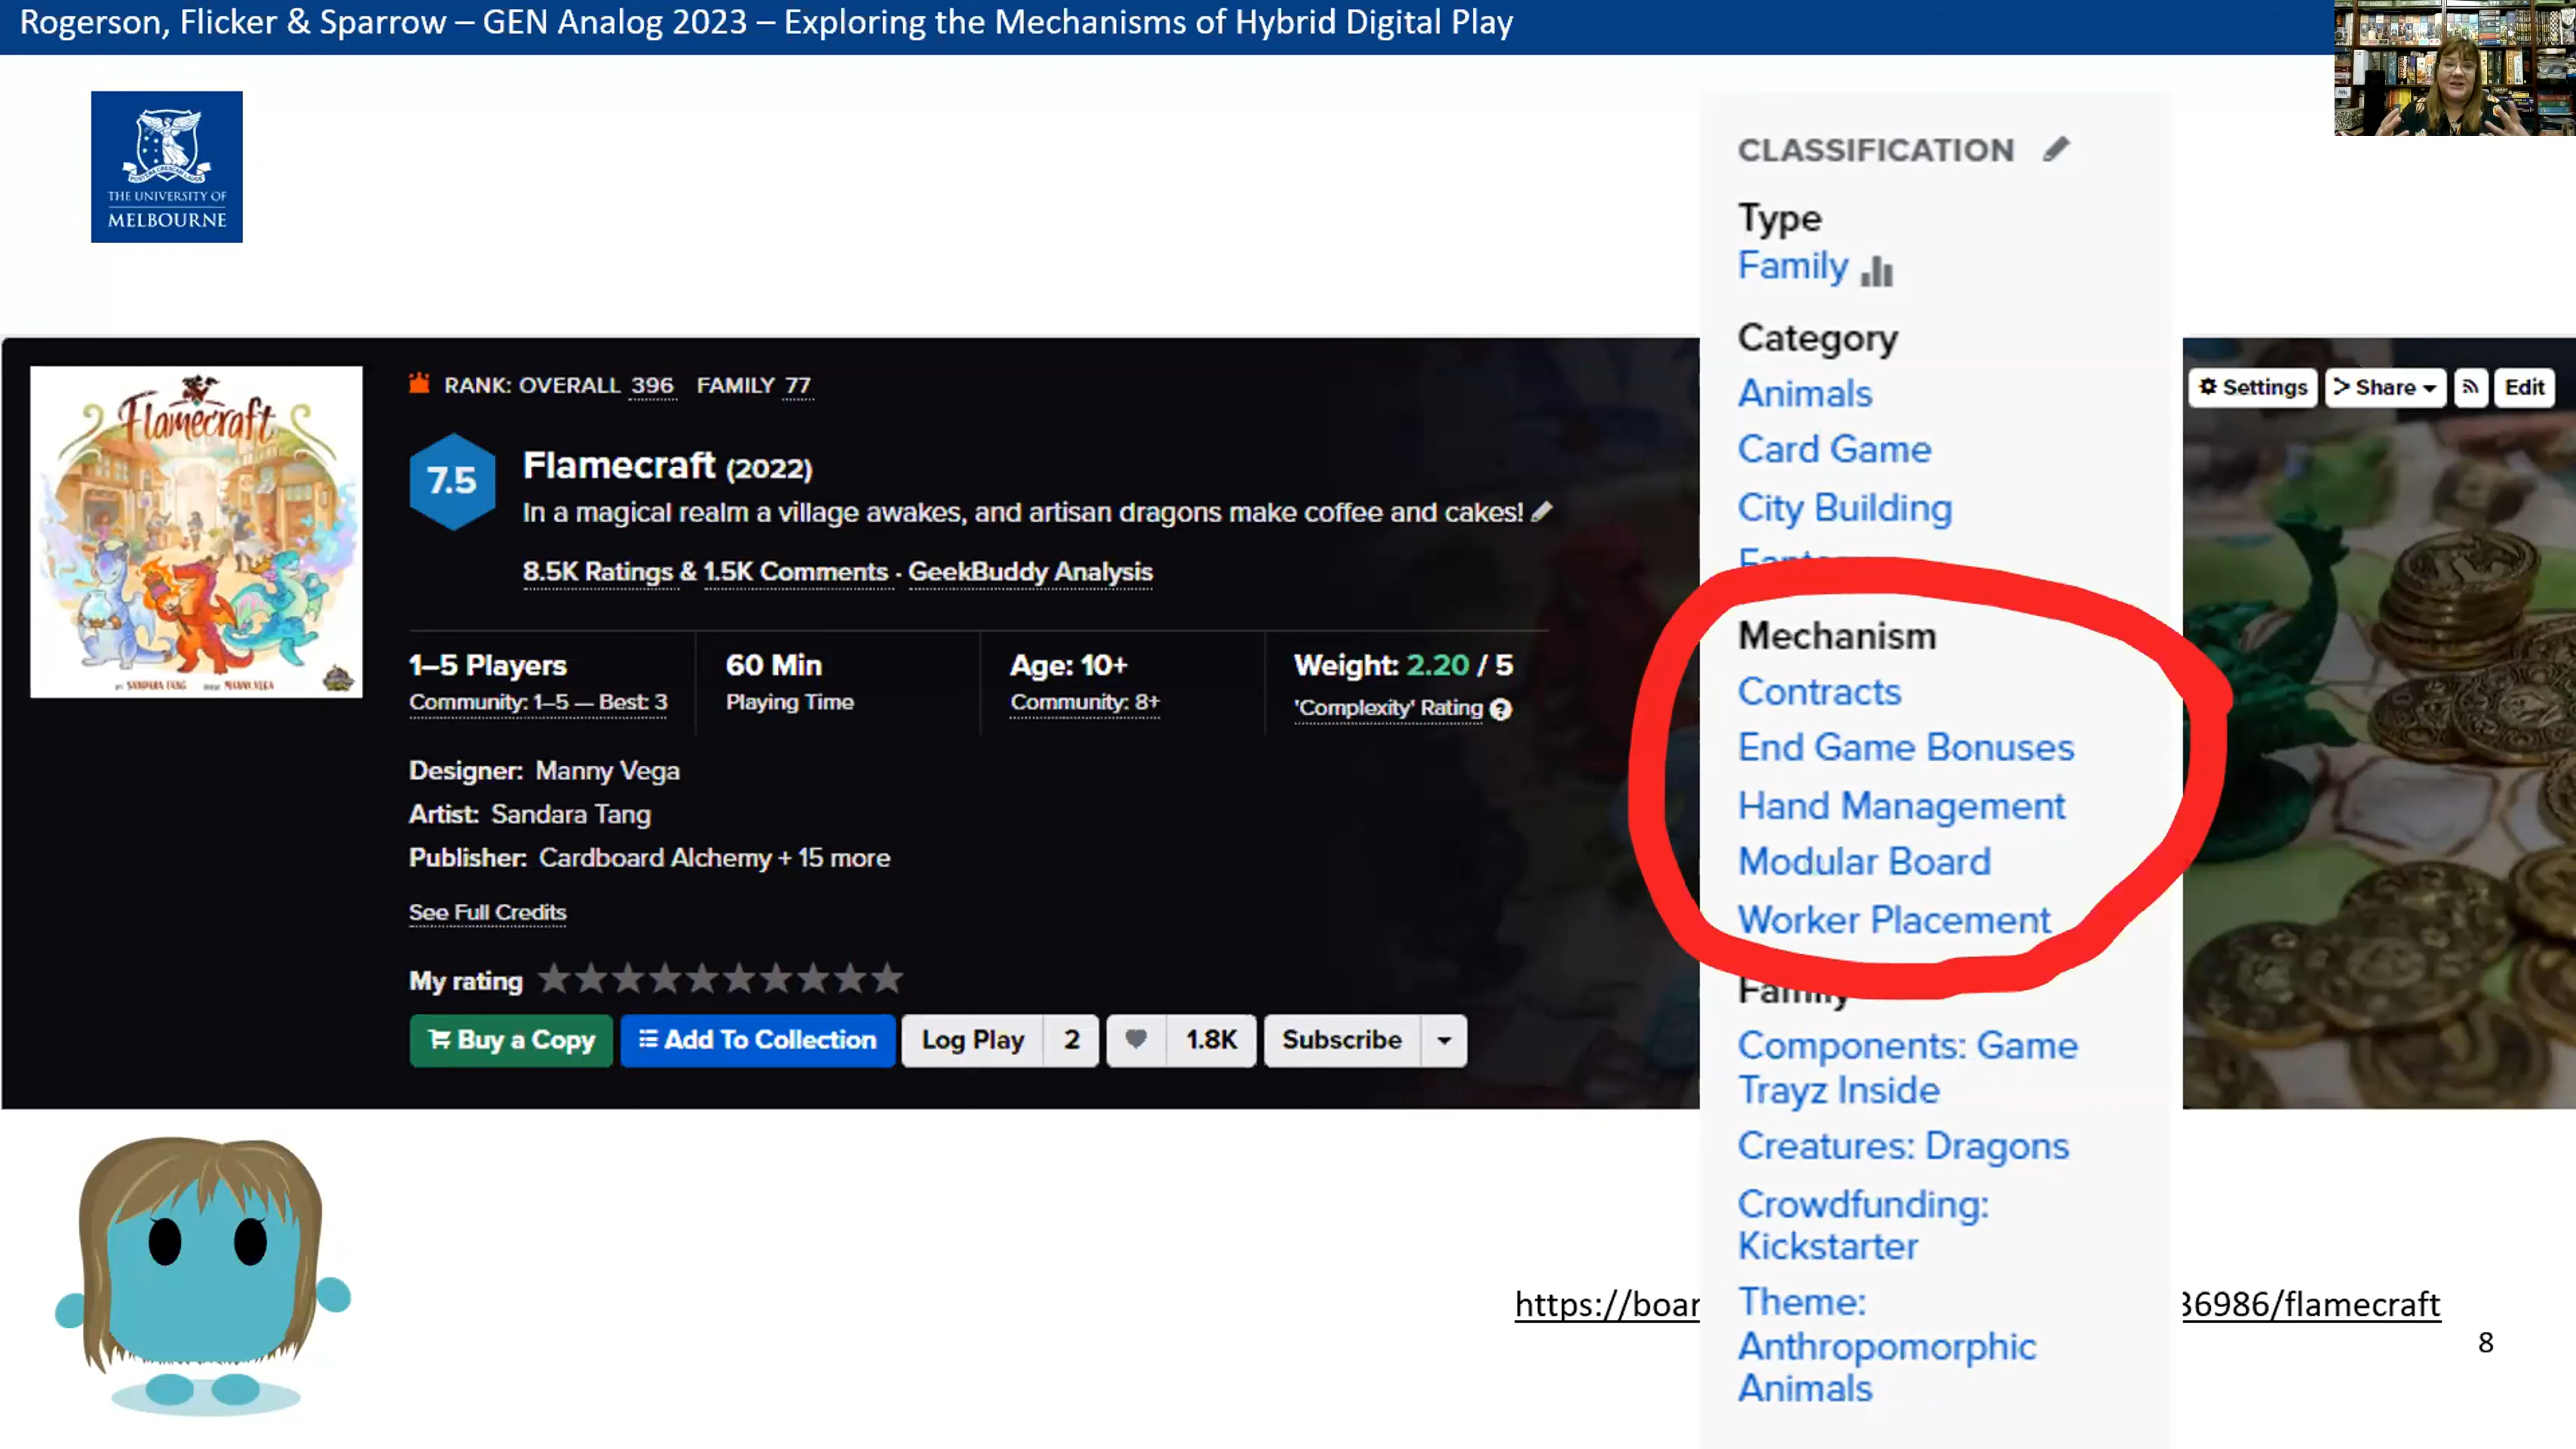 Rogerson, Flicker & Sparrow – GEN Analog 2023 – Exploring the Mechanisms of Hybrid Digital Play
THE UNIVERSITY OF
MELBOURNE
Flamecraft
SANDARA TANG MANNY VEGA
RANK: OVERALL 396 FAMILY 77
7.5
Flamecraft (2022)
In a magical realm a village awakes, and artisan dragons make coffee and cakes!
8.5K Ratings & 1.5K Comments · GeekBuddy Analysis
1–5 Players
Community: 1–5 — Best: 3
60 Min
Playing Time
Age: 10+
Community: 8+
Weight: 2.20 / 5
'Complexity' Rating ?
Designer: Manny Vega
Artist: Sandara Tang
Publisher: Cardboard Alchemy + 15 more
See Full Credits
My rating
Buy a Copy
Add To Collection
Log Play 2
1.8K
Subscribe
CLASSIFICATION
Type
Family
Category
Animals
Card Game
City Building
Mechanism
Contracts
End Game Bonuses
Hand Management
Modular Board
Worker Placement
Family
Components: Game
Trayz Inside
Creatures: Dragons
Crowdfunding:
Kickstarter
Theme:
Anthropomorphic
Animals
Settings
Share
Edit
https://boar
36986/flamecraft
8